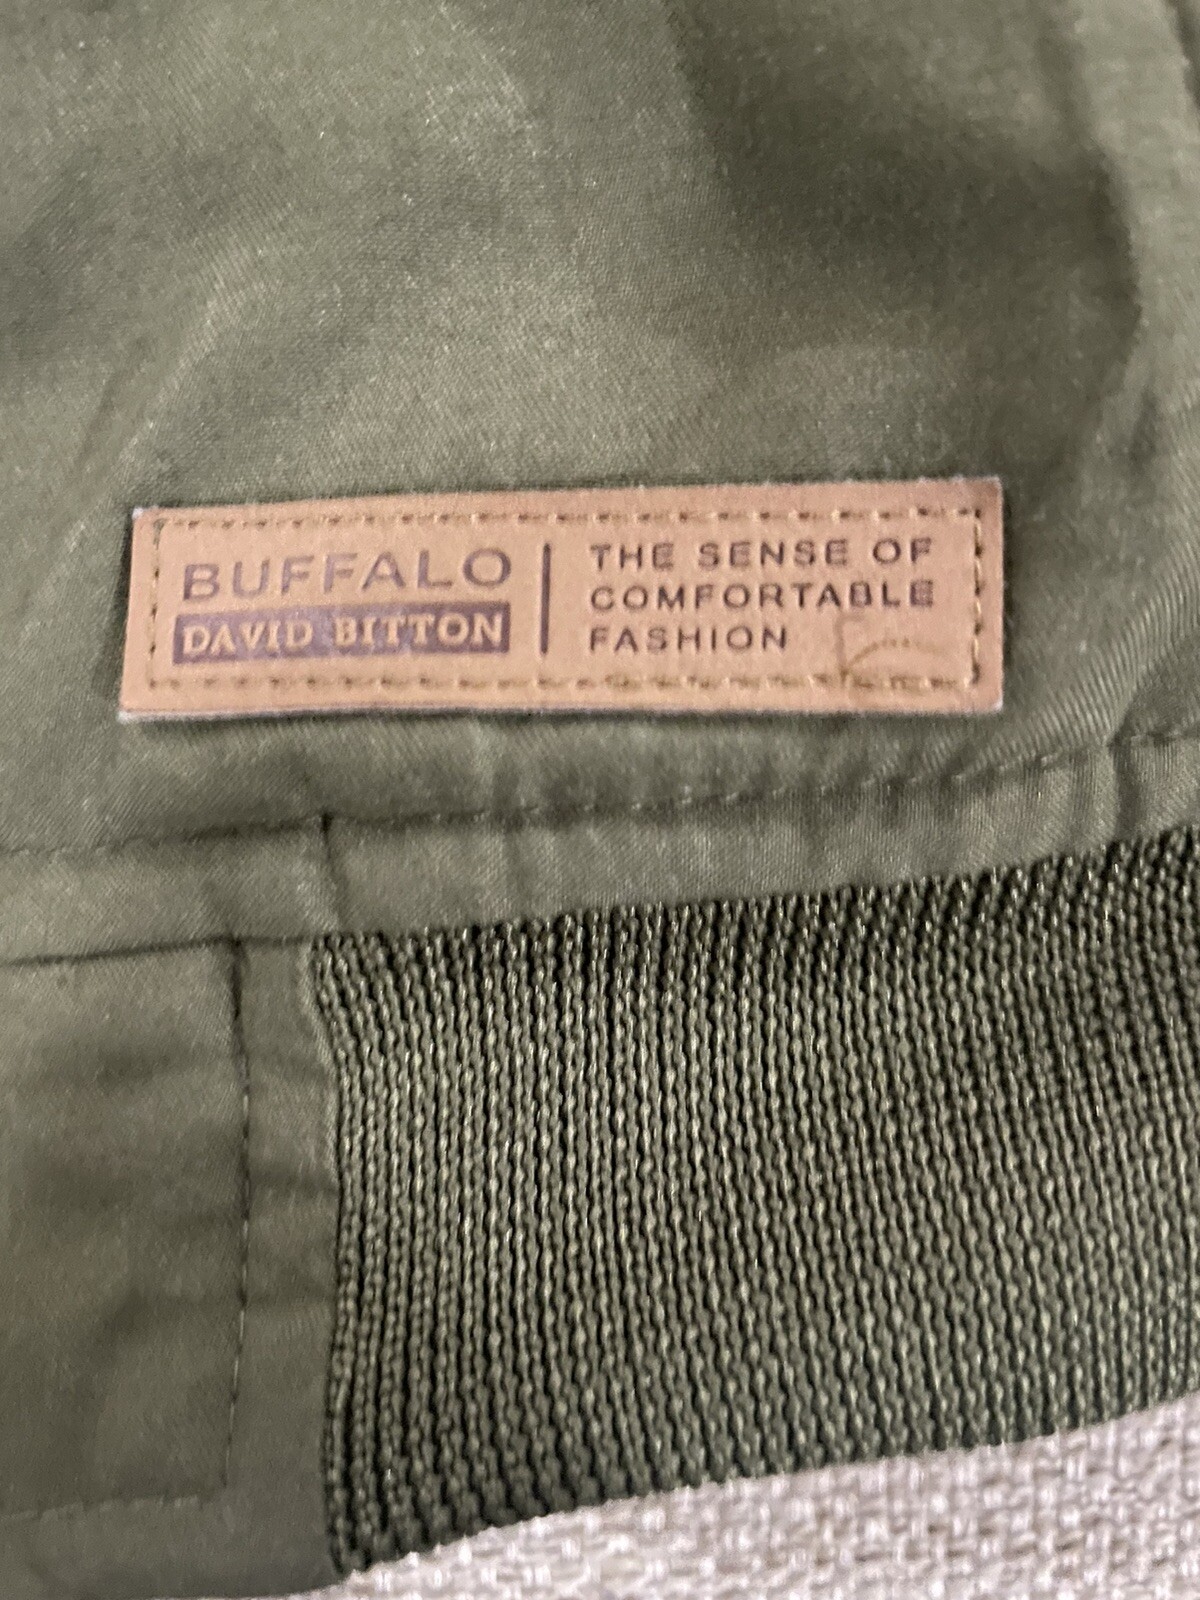 BUFFALO
DAVID BITTON
THE SENSE OF
COMFORTABLE
FASHION